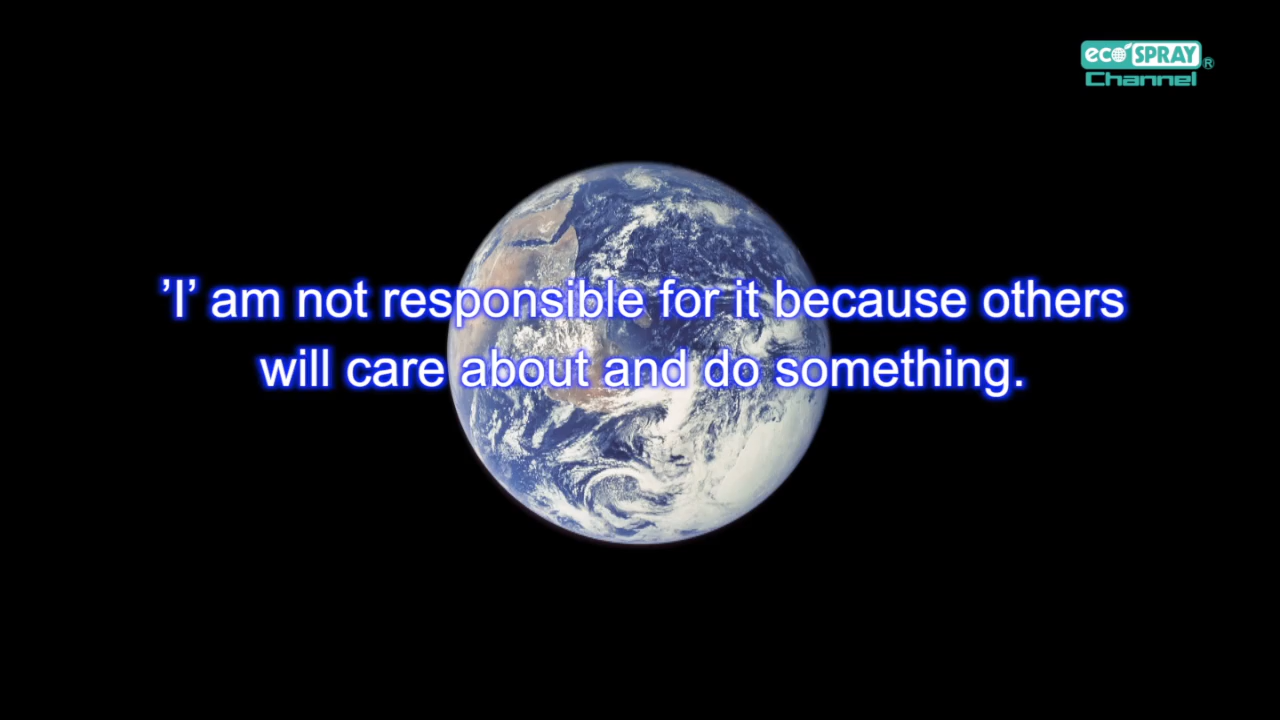 eco SPRAY®
Channel
’I’ am not responsible for it because others
will care about and do something.